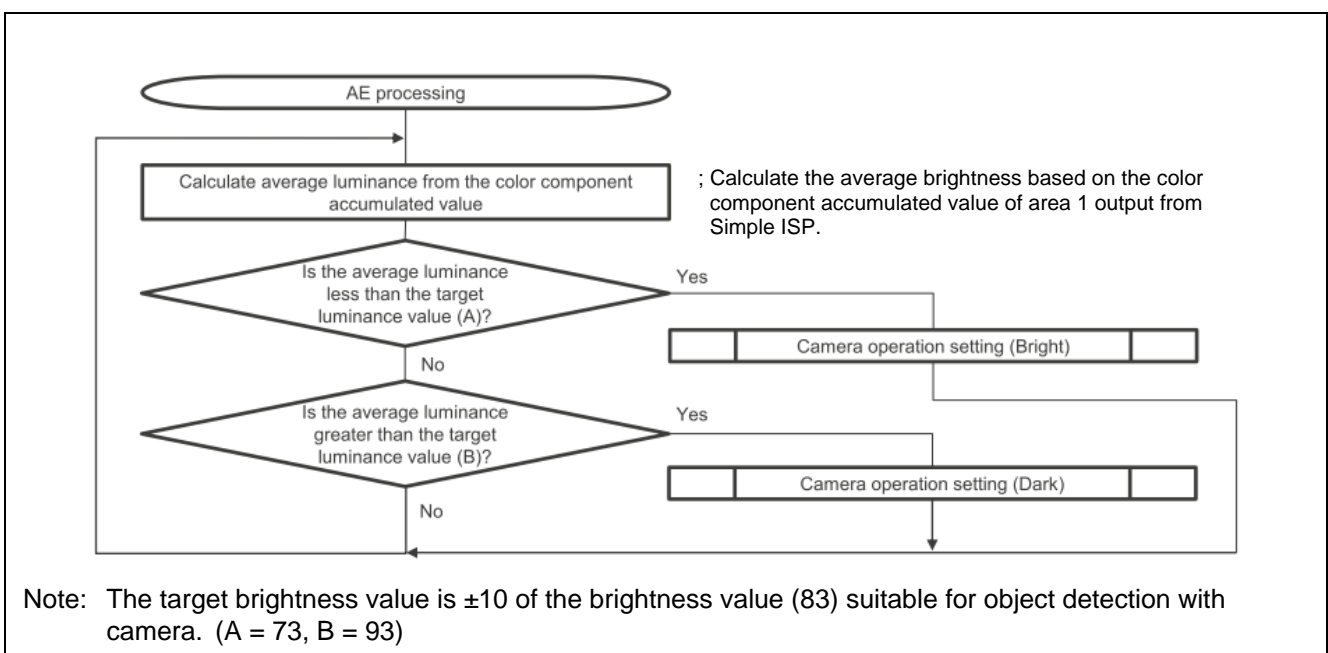 AE processing
Calculate average luminance from the color component
accumulated value
; Calculate the average brightness based on the color
component accumulated value of area 1 output from
Simple ISP.
Is the average luminance
less than the target
luminance value (A)?
Yes
Camera operation setting (Bright)
No
Is the average luminance
greater than the target
luminance value (B)?
Yes
Camera operation setting (Dark)
No
Note: The target brightness value is ±10 of the brightness value (83) suitable for object detection with
camera. (A = 73, B = 93)